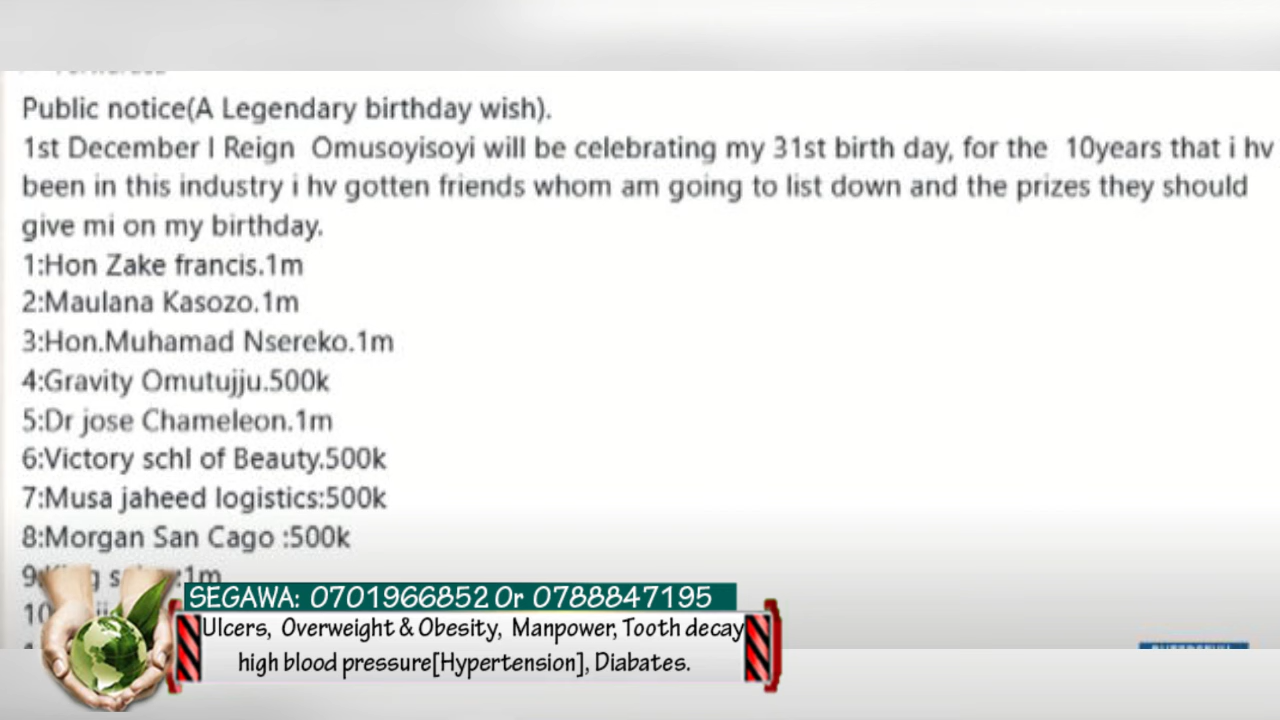 Public notice(A Legendary birthday wish).
1st December I Reign Omusoyisoyi will be celebrating my 31st birth day, for the 10years that i hv
been in this industry i hv gotten friends whom am going to list down and the prizes they should
give mi on my birthday.
1:Hon Zake francis.1m
2:Maulana Kasozo.1m
3:Hon.Muhamad Nsereko.1m
4:Gravity Omutujju.500k
5:Dr jose Chameleon.1m
6:Victory schl of Beauty.500k
7:Musa jaheed logistics:500k
8:Morgan San Cago :500k
:1m
10
SEGAWA: 0701966852 Or 0788847195
Ulcers, Overweight & Obesity, Manpower, Tooth decay
high blood pressure[Hypertension], Diabates.